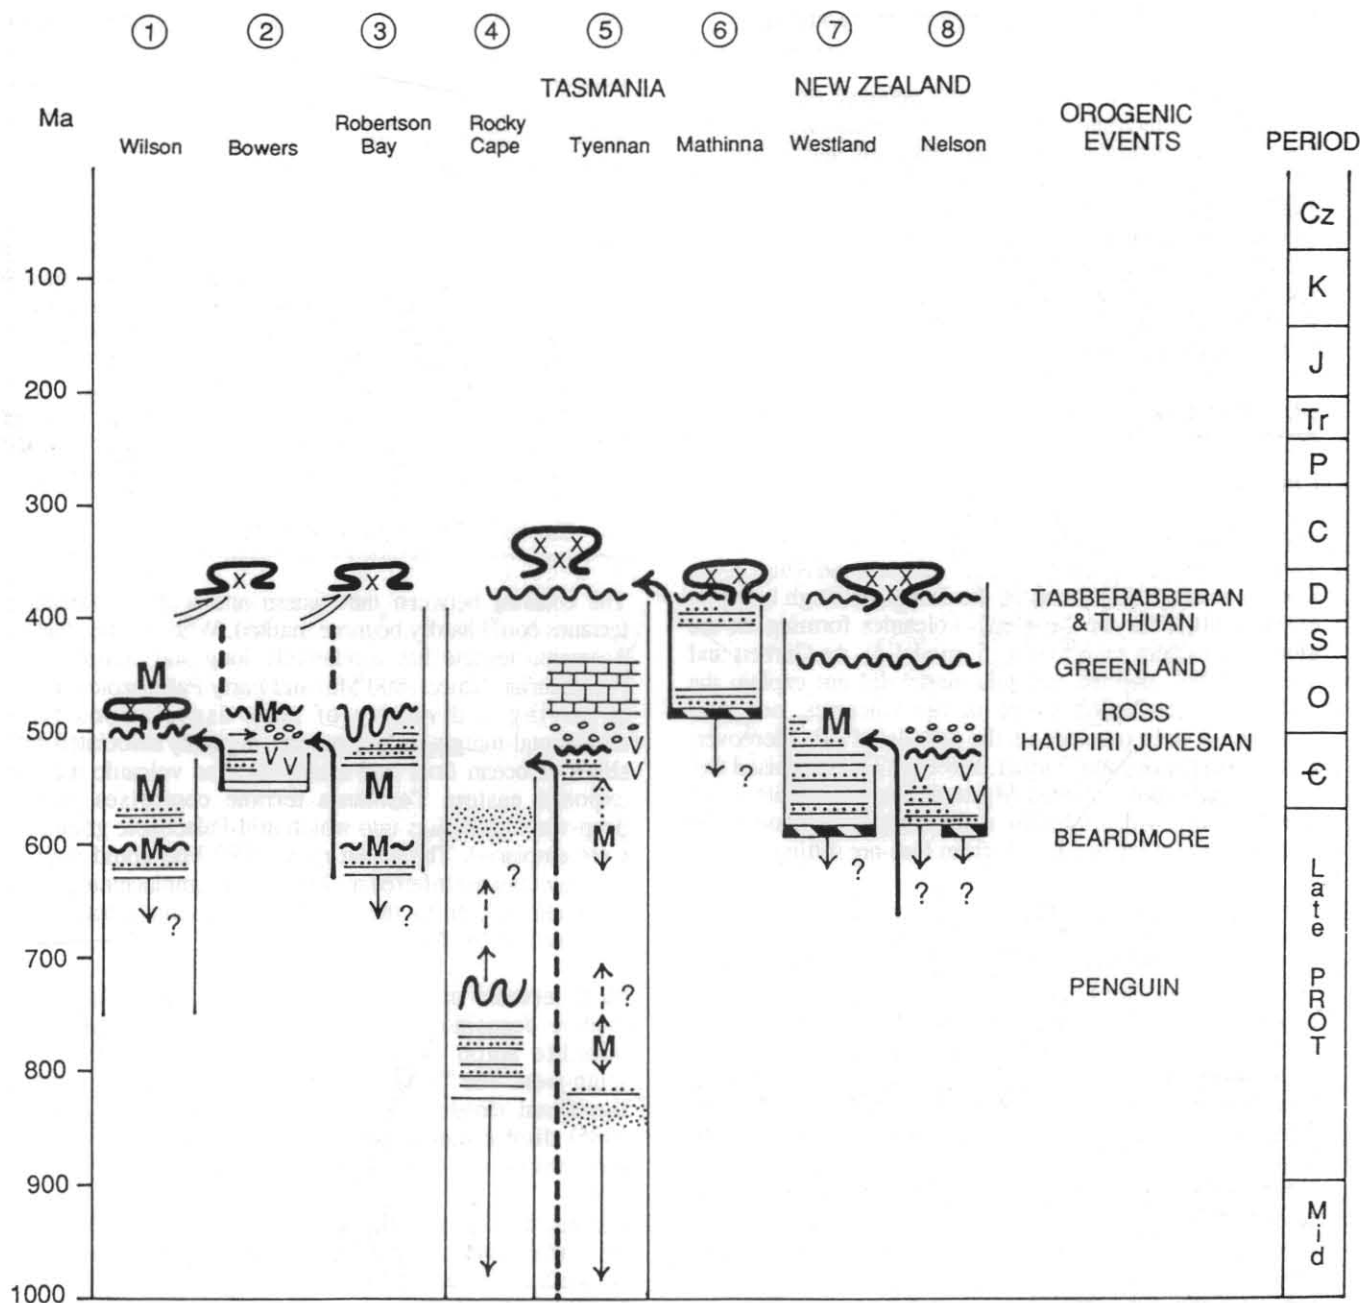 1 2 3 4 5 6 7 8
TASMANIA
NEW ZEALAND
Ma
Wilson
Bowers
Robertson
Bay
Rocky
Cape
Tyennan
Mathinna
Westland
Nelson
OROGENIC
EVENTS
PERIOD
100
200
300
400
500
600
700
800
900
1000
M
X X
M
M
?
X
M
V V
X
M
M
?
?
X X
X
V
V
M
?
M
X X
?
X X
X
M
?
V V
V
? ?
TABBERABBERAN
& TUHUAN
GREENLAND
ROSS
HAUPIRI JUKESIAN
BEARDMORE
PENGUIN
Cz
K
J
Tr
P
C
D
S
O
Є
Late PROT
Mid